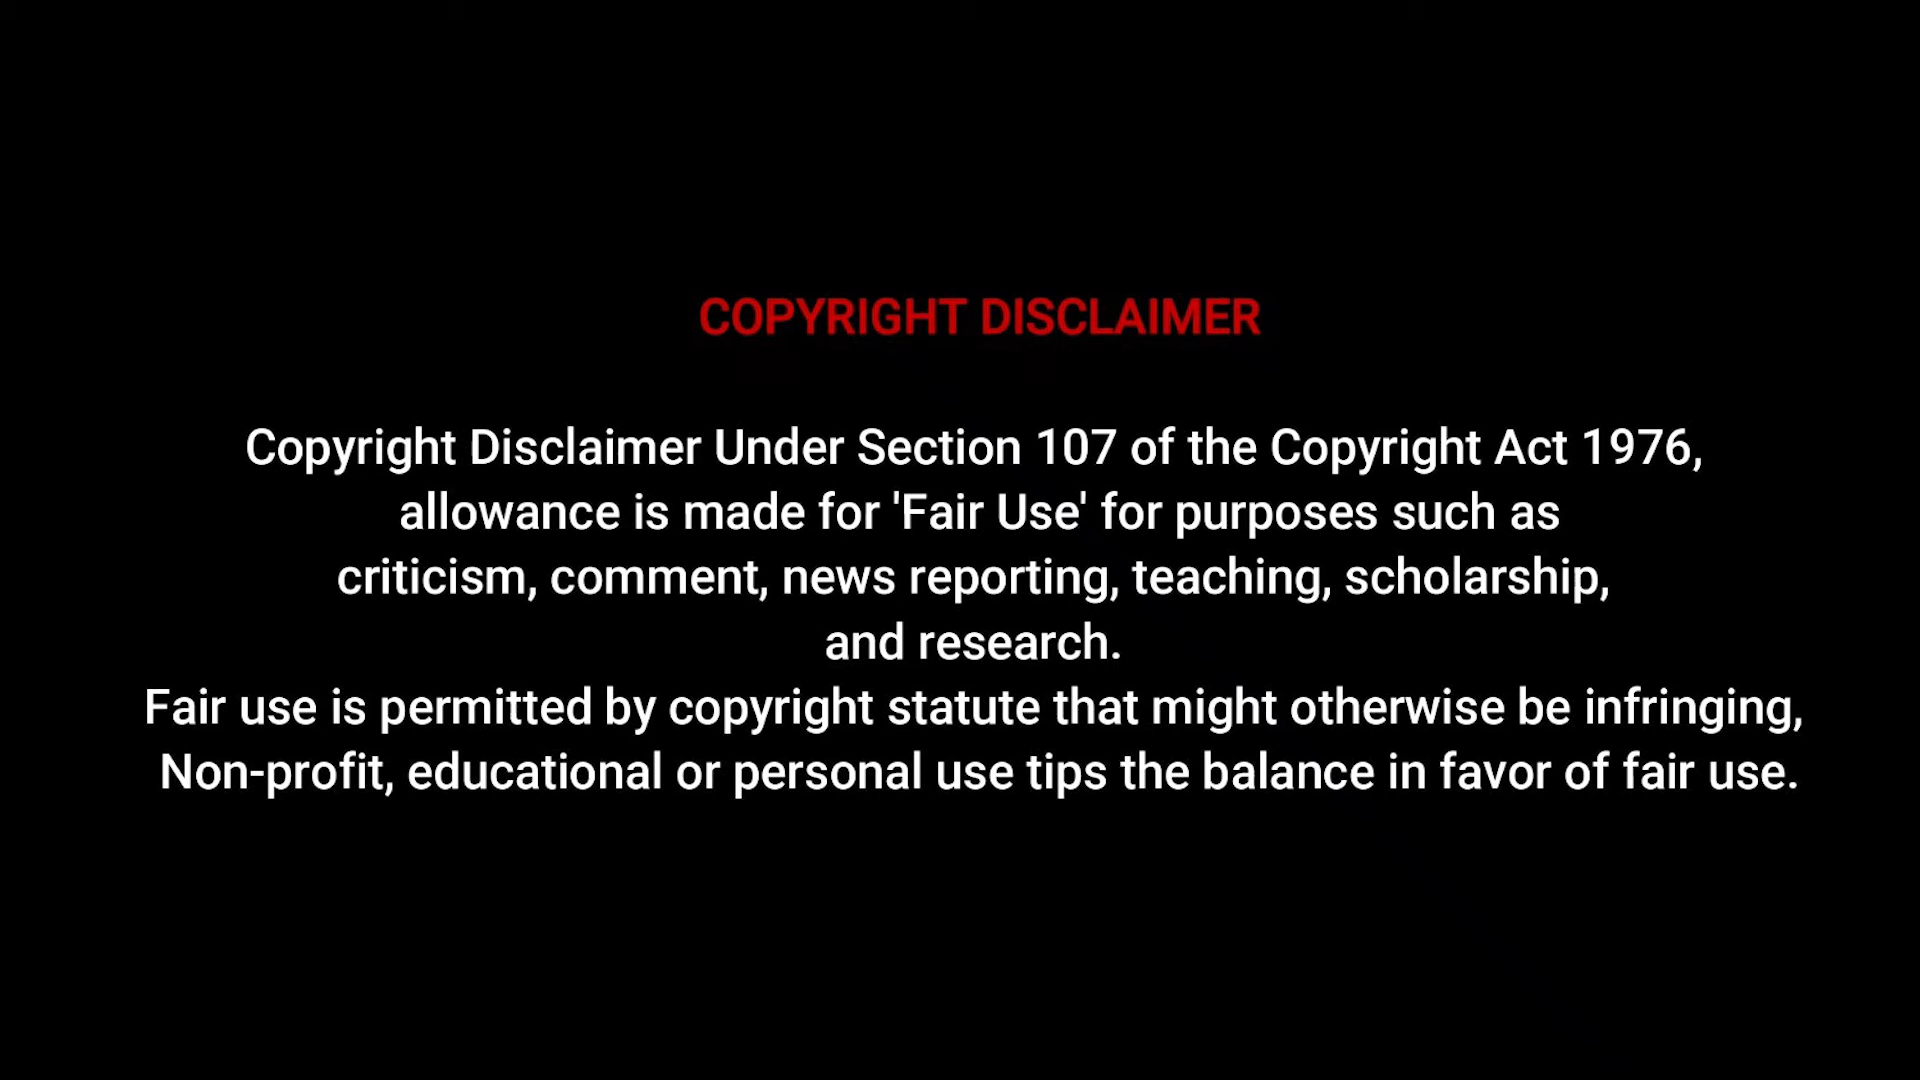 COPYRIGHT DISCLAIMER
Copyright Disclaimer Under Section 107 of the Copyright Act 1976,
allowance is made for 'Fair Use' for purposes such as
criticism, comment, news reporting, teaching, scholarship,
and research.
Fair use is permitted by copyright statute that might otherwise be infringing,
Non-profit, educational or personal use tips the balance in favor of fair use.